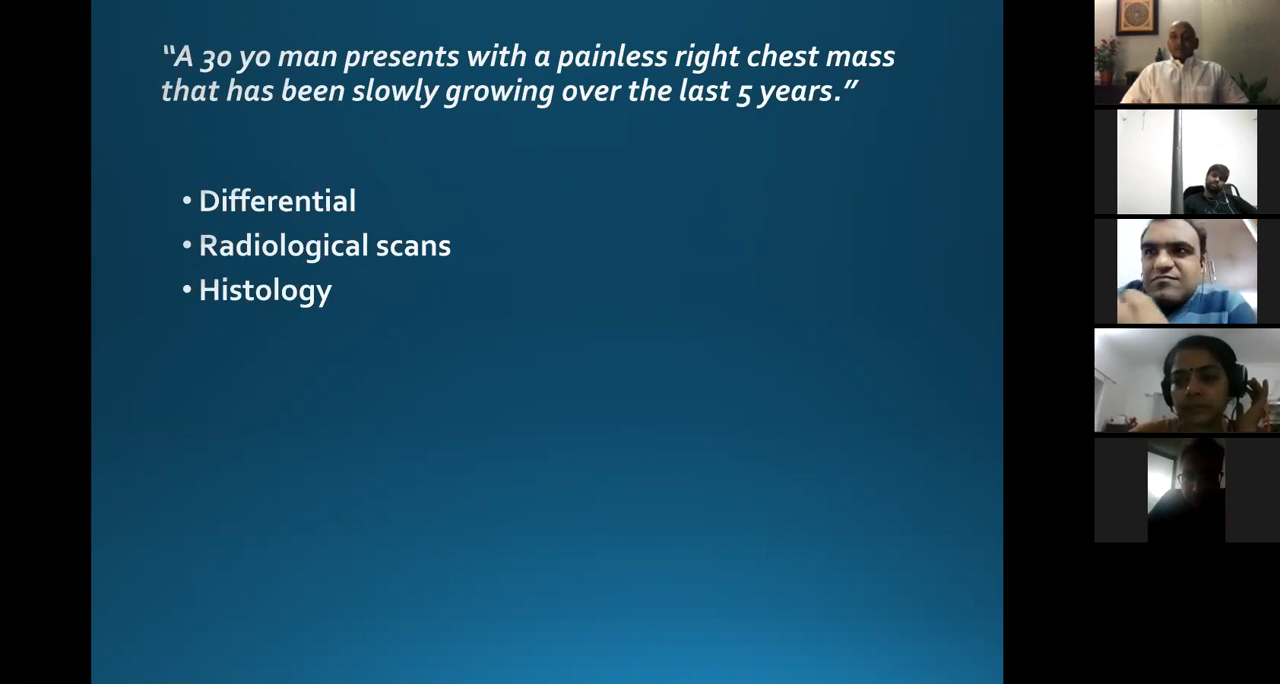 “A 30 yo man presents with a painless right chest mass
that has been slowly growing over the last 5 years.”
• Differential
• Radiological scans
• Histology